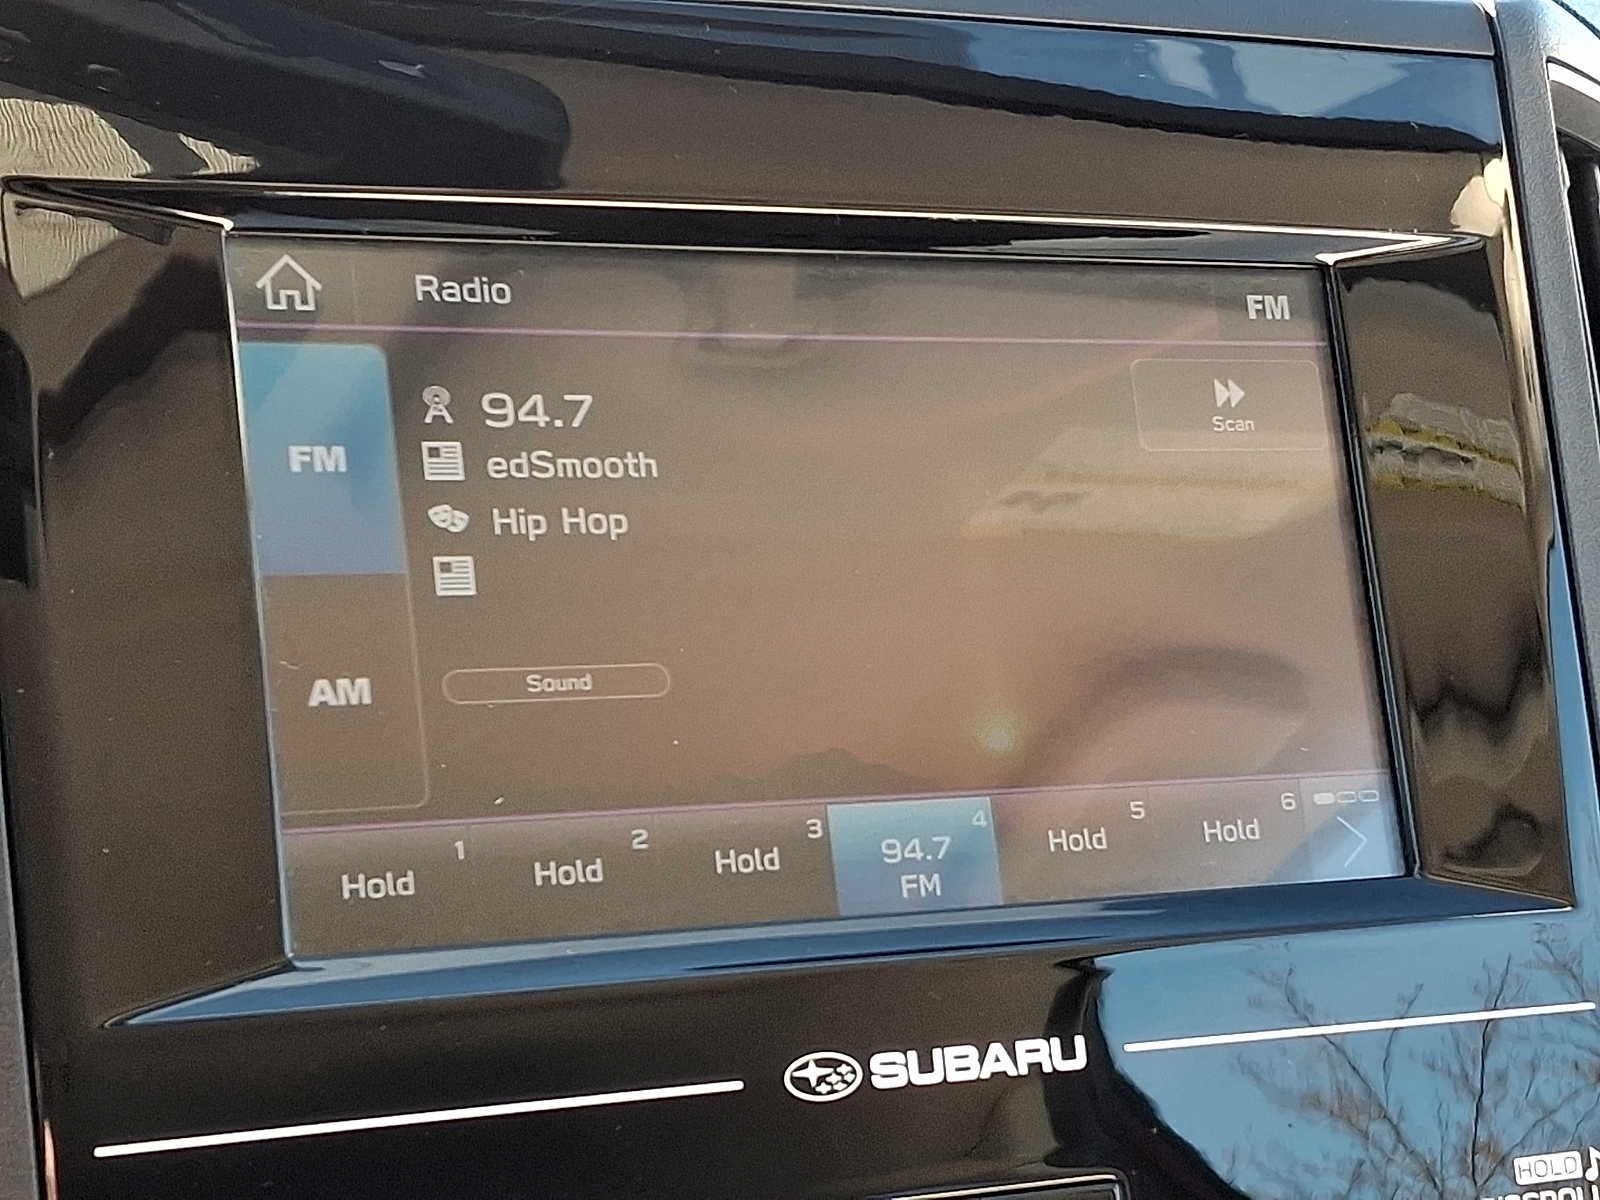 Radio
FM
94.7
Scan
FM
edSmooth
Hip Hop
AM
Sound
1
Hold
2
Hold
3
Hold
4
94.7
FM
5
Hold
6
Hold
SUBARU
HOLD